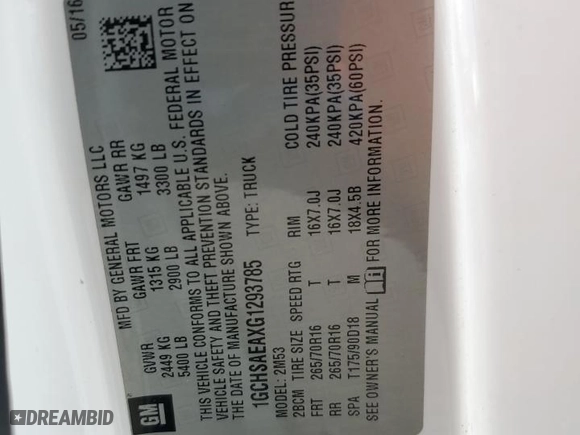 05/16
MFD BY GENERAL MOTORS LLC
GVWR GAWR FRT GAWR RR
2449 KG 1315 KG 1497 KG
5400 LB 2900 LB 3300 LB
THIS VEHICLE CONFORMS TO ALL APPLICABLE U.S. FEDERAL MOTOR
VEHICLE SAFETY AND THEFT PREVENTION STANDARDS IN EFFECT ON
THE DATE OF MANUFACTURE SHOWN ABOVE.
1GCHSAEAXG1293785 TYPE: TRUCK
MODEL: 2M53
2BCM TIRE SIZE SPEED RTG RIM COLD TIRE PRESSUR
FRT 265/70R16 T 16X7.0J 240KPA(35PSI)
RR 265/70R16 T 16X7.0J 240KPA(35PSI)
SPA T175/90D18 M 18X4.5B 420KPA(60PSI)
SEE OWNER'S MANUAL FOR MORE INFORMATION.
GM
DREAMBID